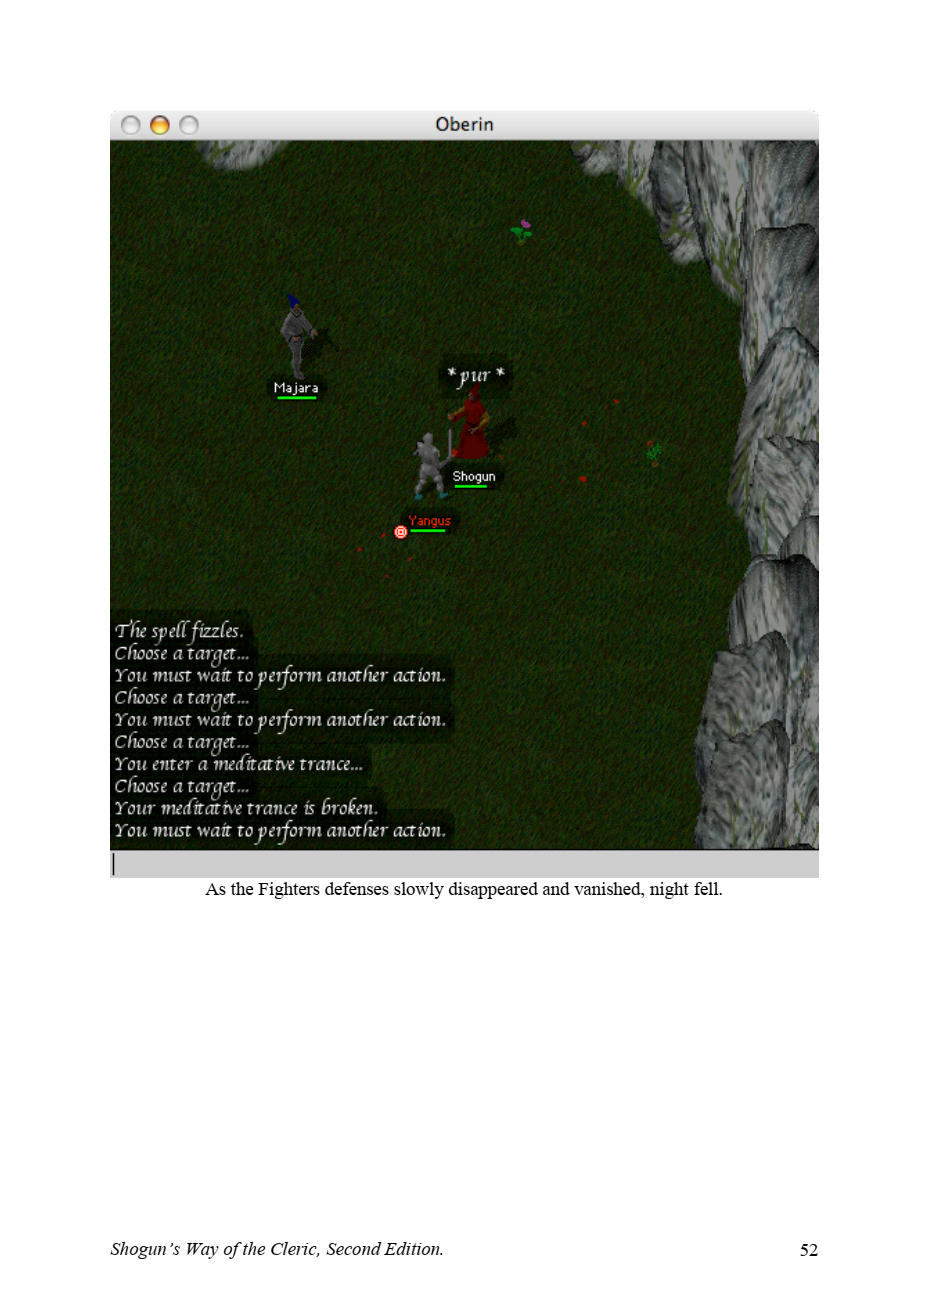 Oberin
Majara
*pur*
Shogun
Yangus
The spell fizzles.
Choose a target...
You must wait to perform another action.
Choose a target...
You must wait to perform another action.
Choose a target...
You enter a meditative trance...
Choose a target...
Your meditative trance is broken.
You must wait to perform another action.
As the Fighters defenses slowly disappeared and vanished, night fell.
Shogun's Way of the Cleric, Second Edition. 52